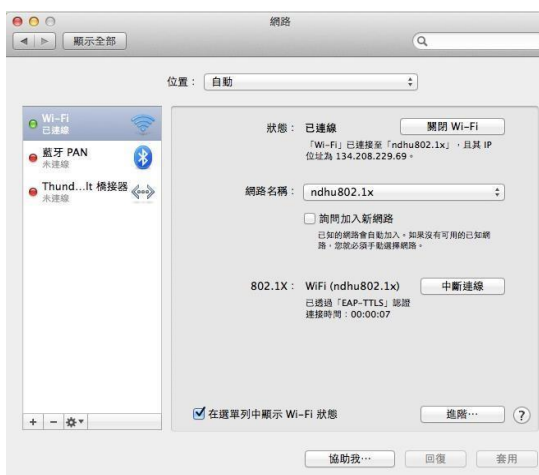 網路
顯示全部
位置： 自動
Wi-Fi
已連線
藍牙 PAN
未連線
Thund…lt 橋接器
未連線
狀態： 已連線 關閉 Wi-Fi
「Wi-Fi」已連接至「ndhu802.1x」，且其 IP
位址為 134.208.229.69。
網路名稱： ndhu802.1x
詢問加入新網路
已知的網路會自動加入。如果沒有可用的已知網
路，您就必須手動選擇網路。
802.1X： WiFi (ndhu802.1x) 中斷連線
已透過「EAP-TTLS」認證
連接時間：00:00:07
+ − 在選單列中顯示 Wi-Fi 狀態 進階… ?
協助我… 回復 套用